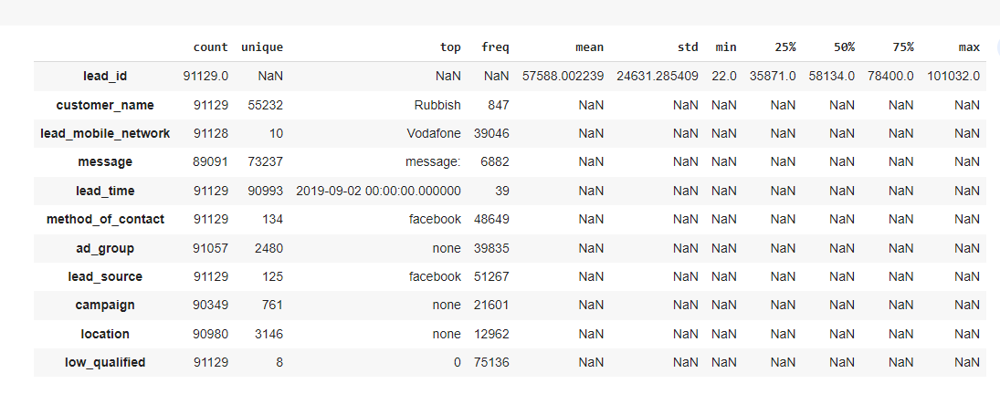 count unique top freq mean std min 25% 50% 75% max
lead_id 91129.0 NaN NaN NaN 57588.002239 24631.285409 22.0 35871.0 58134.0 78400.0 101032.0
customer_name 91129 55232 Rubbish 847 NaN NaN NaN NaN NaN NaN NaN
lead_mobile_network 91128 10 Vodafone 39046 NaN NaN NaN NaN NaN NaN NaN
message 89091 73237 message: 6882 NaN NaN NaN NaN NaN NaN NaN
lead_time 91129 90993 2019-09-02 00:00:00.000000 39 NaN NaN NaN NaN NaN NaN NaN
method_of_contact 91129 134 facebook 48649 NaN NaN NaN NaN NaN NaN NaN
ad_group 91057 2480 none 39835 NaN NaN NaN NaN NaN NaN NaN
lead_source 91129 125 facebook 51267 NaN NaN NaN NaN NaN NaN NaN
campaign 90349 761 none 21601 NaN NaN NaN NaN NaN NaN NaN
location 90980 3146 none 12962 NaN NaN NaN NaN NaN NaN NaN
low_qualified 91129 8 0 75136 NaN NaN NaN NaN NaN NaN NaN